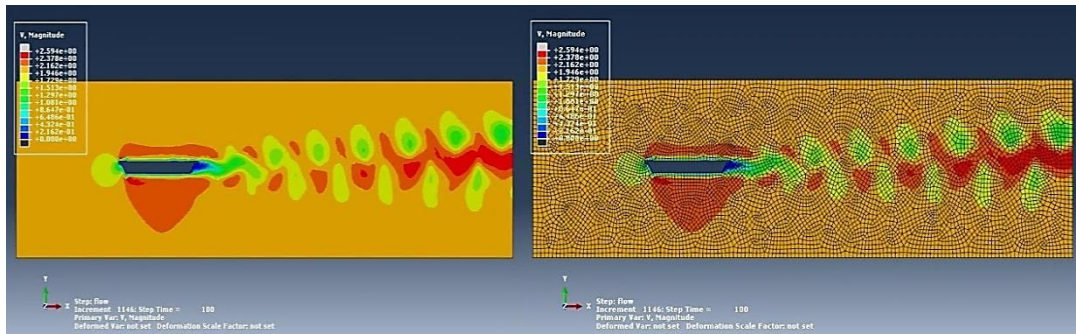 V, Magnitude
+2.594e+00
+2.378e+00
+2.162e+00
+1.946e+00
+1.729e+00
+1.513e+00
+1.297e+00
+1.081e+00
+8.647e-01
+6.486e-01
+4.324e-01
+2.162e-01
+0.000e+00
Y
Z X
Step: flow
Increment 1146: Step Time = 100
Primary Var: V, Magnitude
Deformed Var: not set Deformation Scale Factor: not set
V, Magnitude
+2.594e+00
+2.378e+00
+2.162e+00
+1.946e+00
Y
Z X
Step: flow
Increment 1146: Step Time = 100
Primary Var: V, Magnitude
Deformed Var: not set Deformation Scale Factor: not set